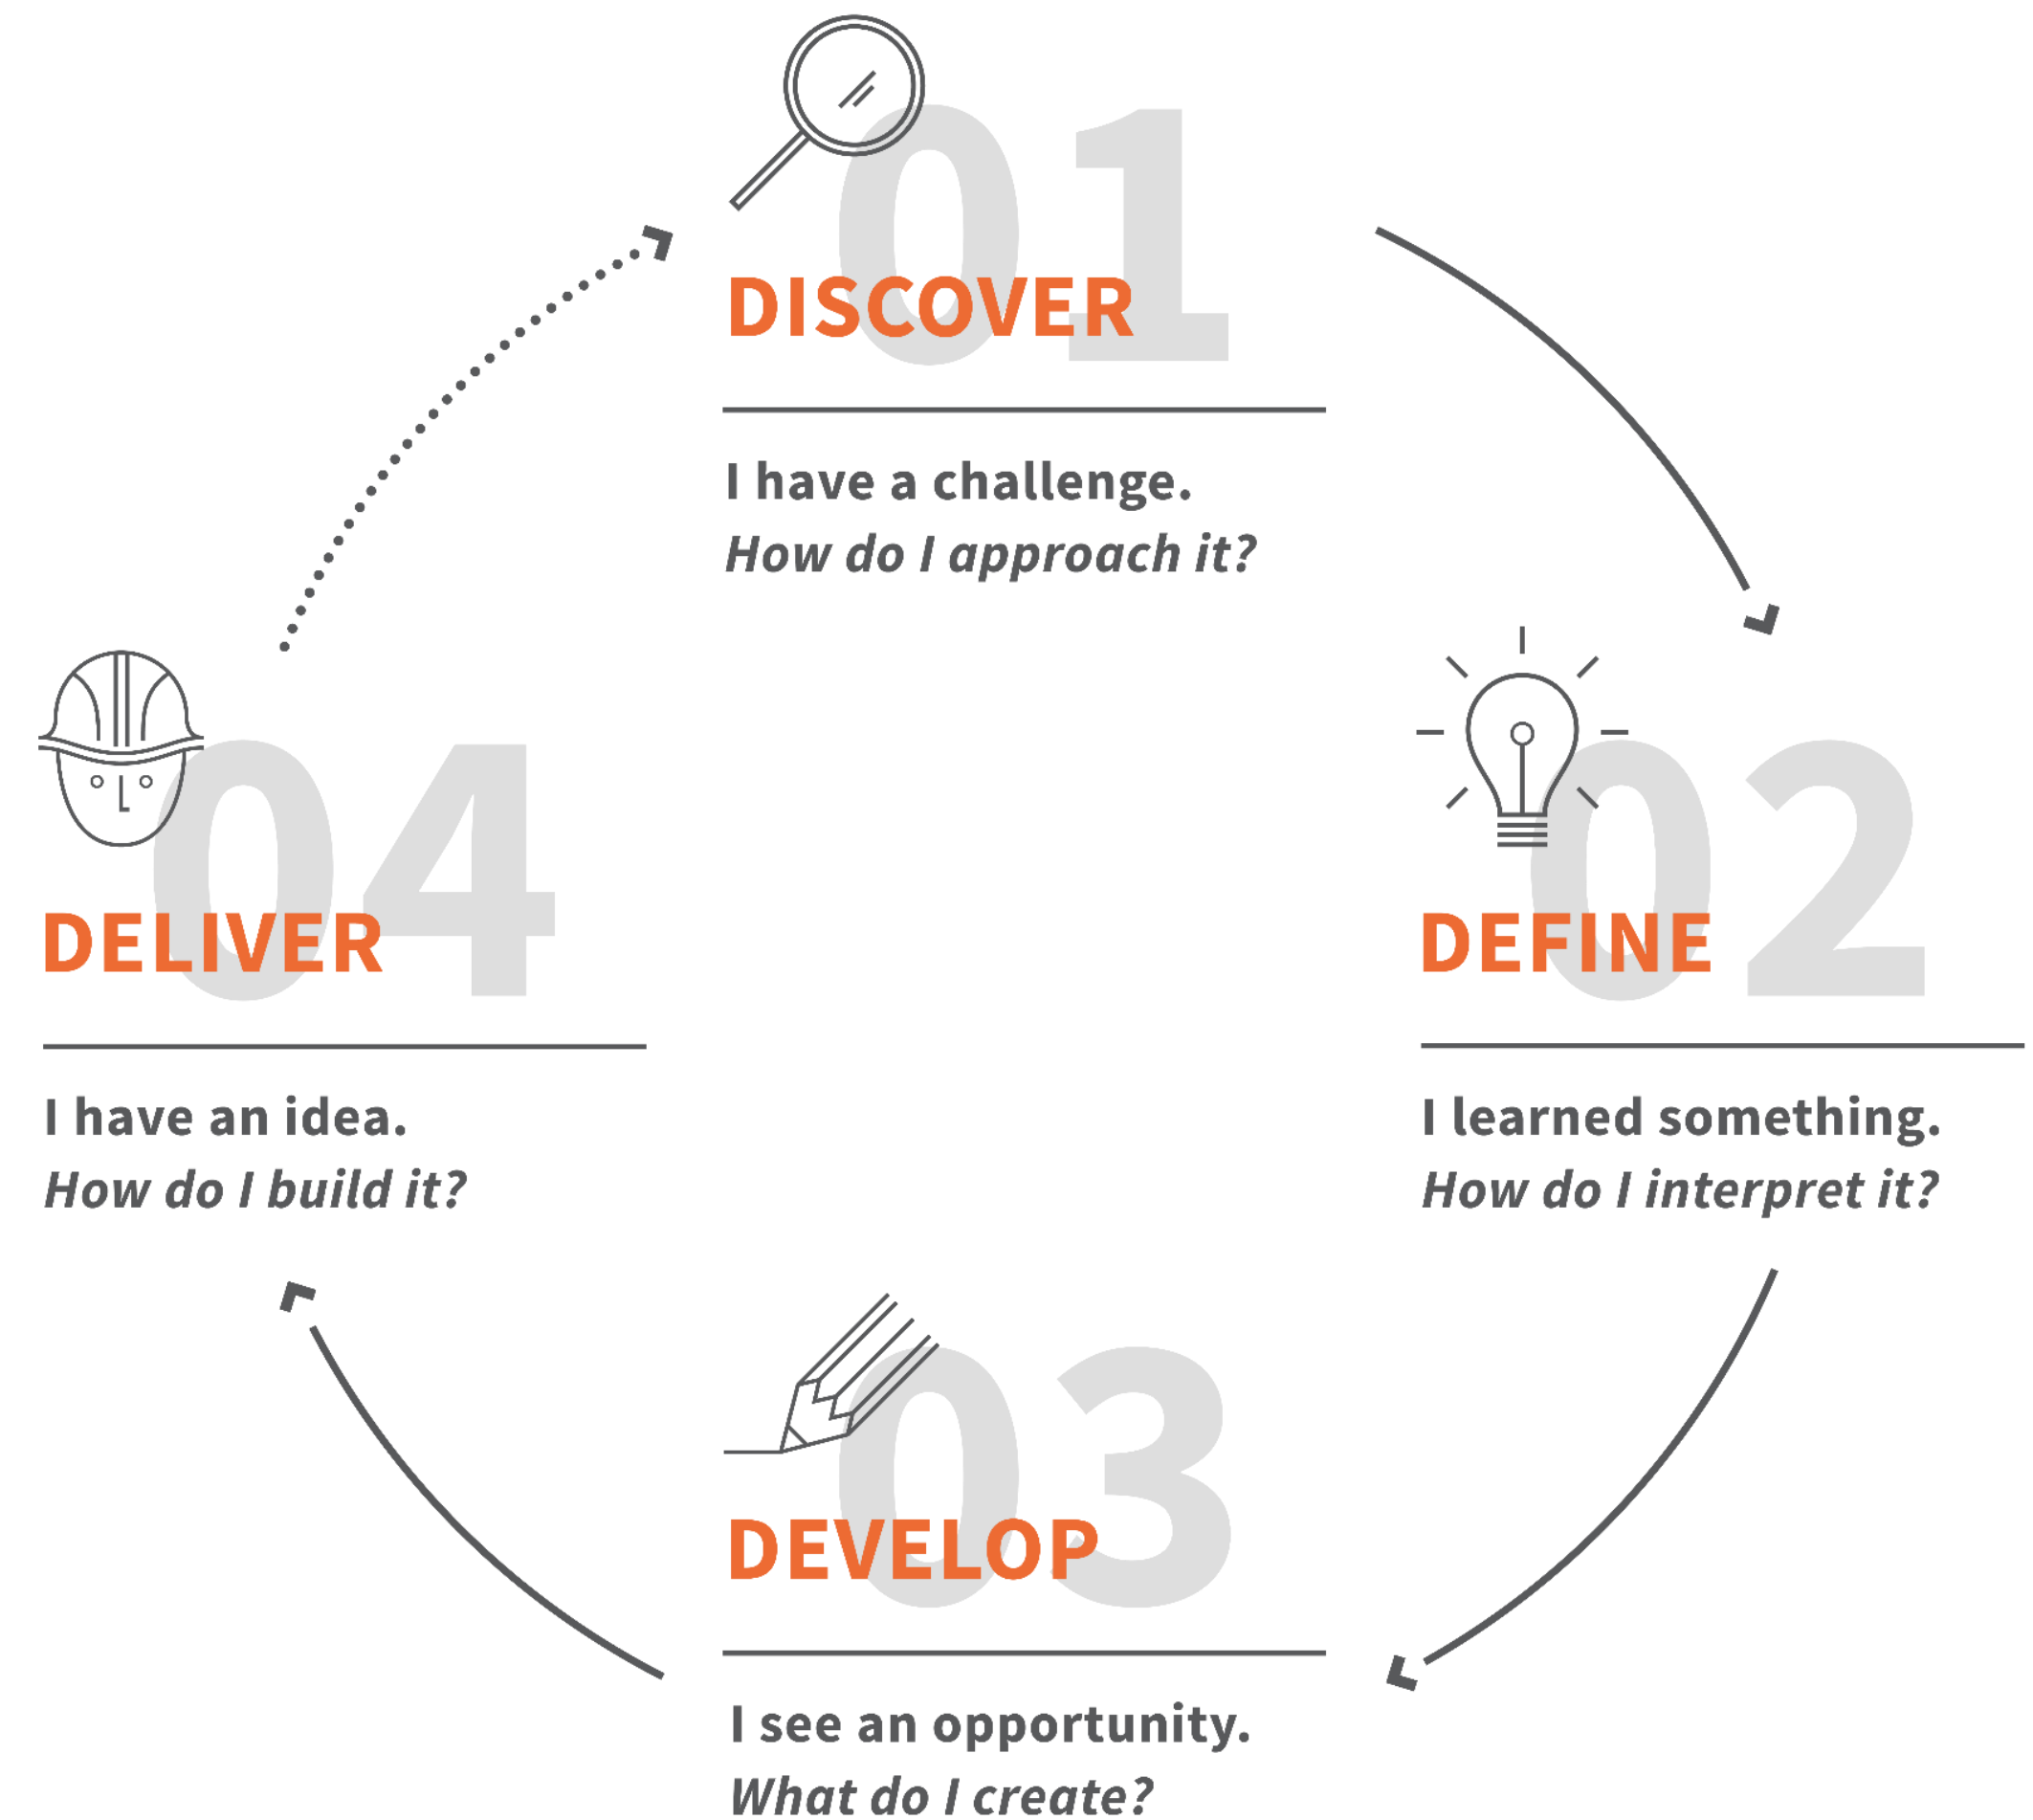 01
DISCOVER
I have a challenge.
How do I approach it?
02
DEFINE
I learned something.
How do I interpret it?
03
DEVELOP
I see an opportunity.
What do I create?
04
DELIVER
I have an idea.
How do I build it?